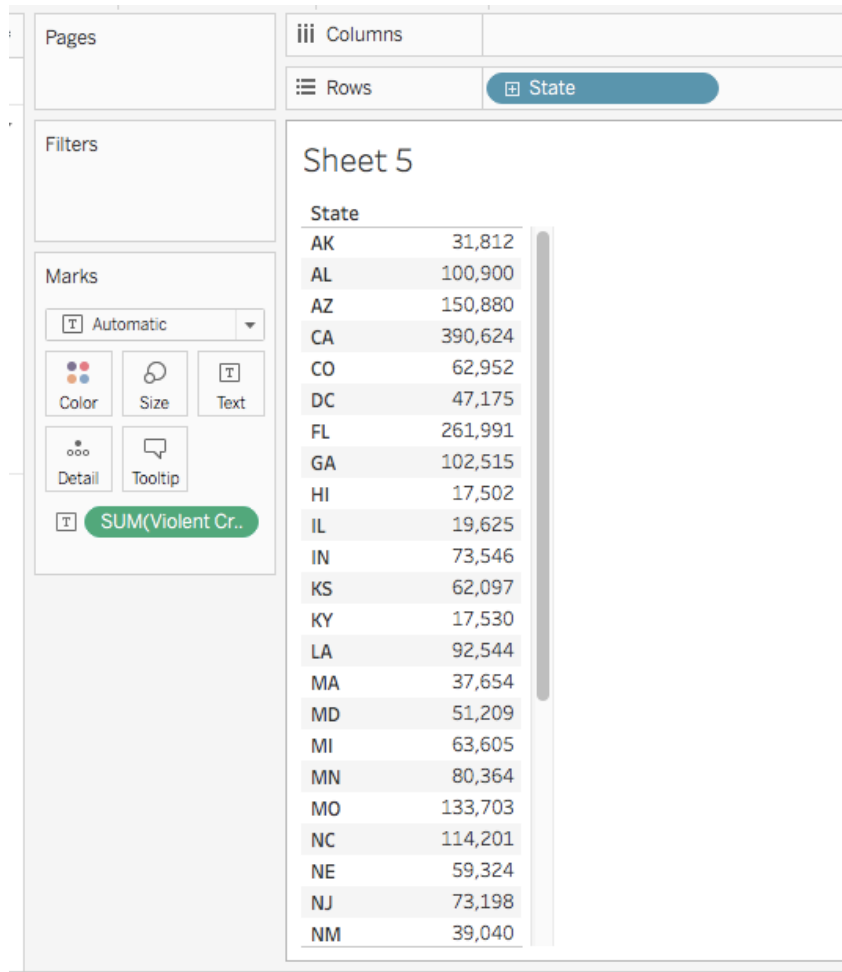 Pages
iii Columns
Rows
State
Filters
Sheet 5
State
AK 31,812
AL 100,900
AZ 150,880
CA 390,624
CO 62,952
DC 47,175
FL 261,991
GA 102,515
HI 17,502
IL 19,625
IN 73,546
KS 62,097
KY 17,530
LA 92,544
MA 37,654
MD 51,209
MI 63,605
MN 80,364
MO 133,703
NC 114,201
NE 59,324
NJ 73,198
NM 39,040
Marks
T Automatic
Color Size T Text
Detail Tooltip
T SUM(Violent Cr..